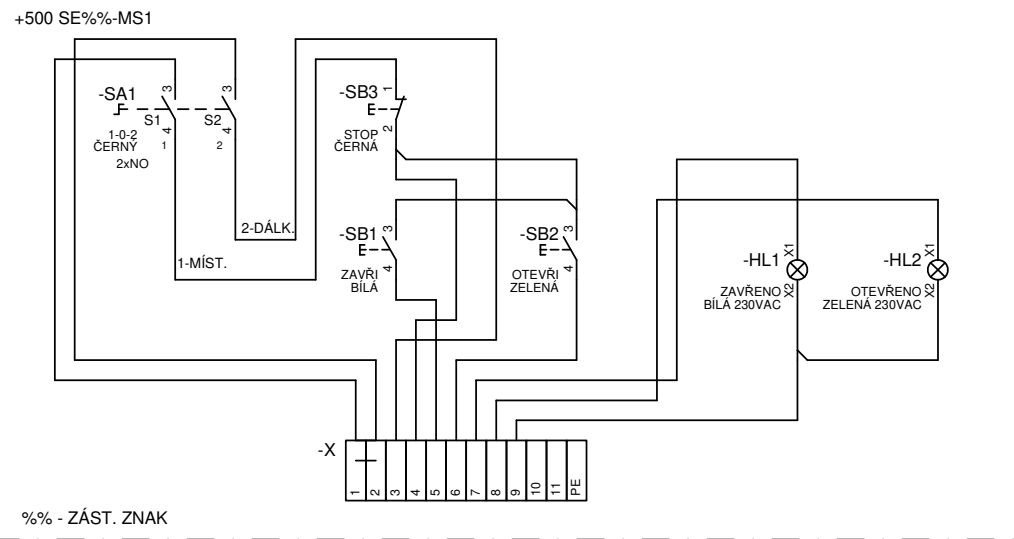 +500 SE%%-MS1
-SA1
3
S1
4
1
1-0-2
ČERNÝ
2xNO
3
S2
4
2
2-DÁLK.
1-MÍST.
-SB3
1
2
STOP
ČERNÁ
-SB1
3
4
ZAVŘI
BÍLÁ
-SB2
3
4
OTEVŘI
ZELENÁ
-HL1
X1
X2
ZAVŘENO
BÍLÁ 230VAC
-HL2
X1
X2
OTEVŘENO
ZELENÁ 230VAC
-X
1 2 3 4 5 6 7 8 9 10 11 PE
%% - ZÁST. ZNAK